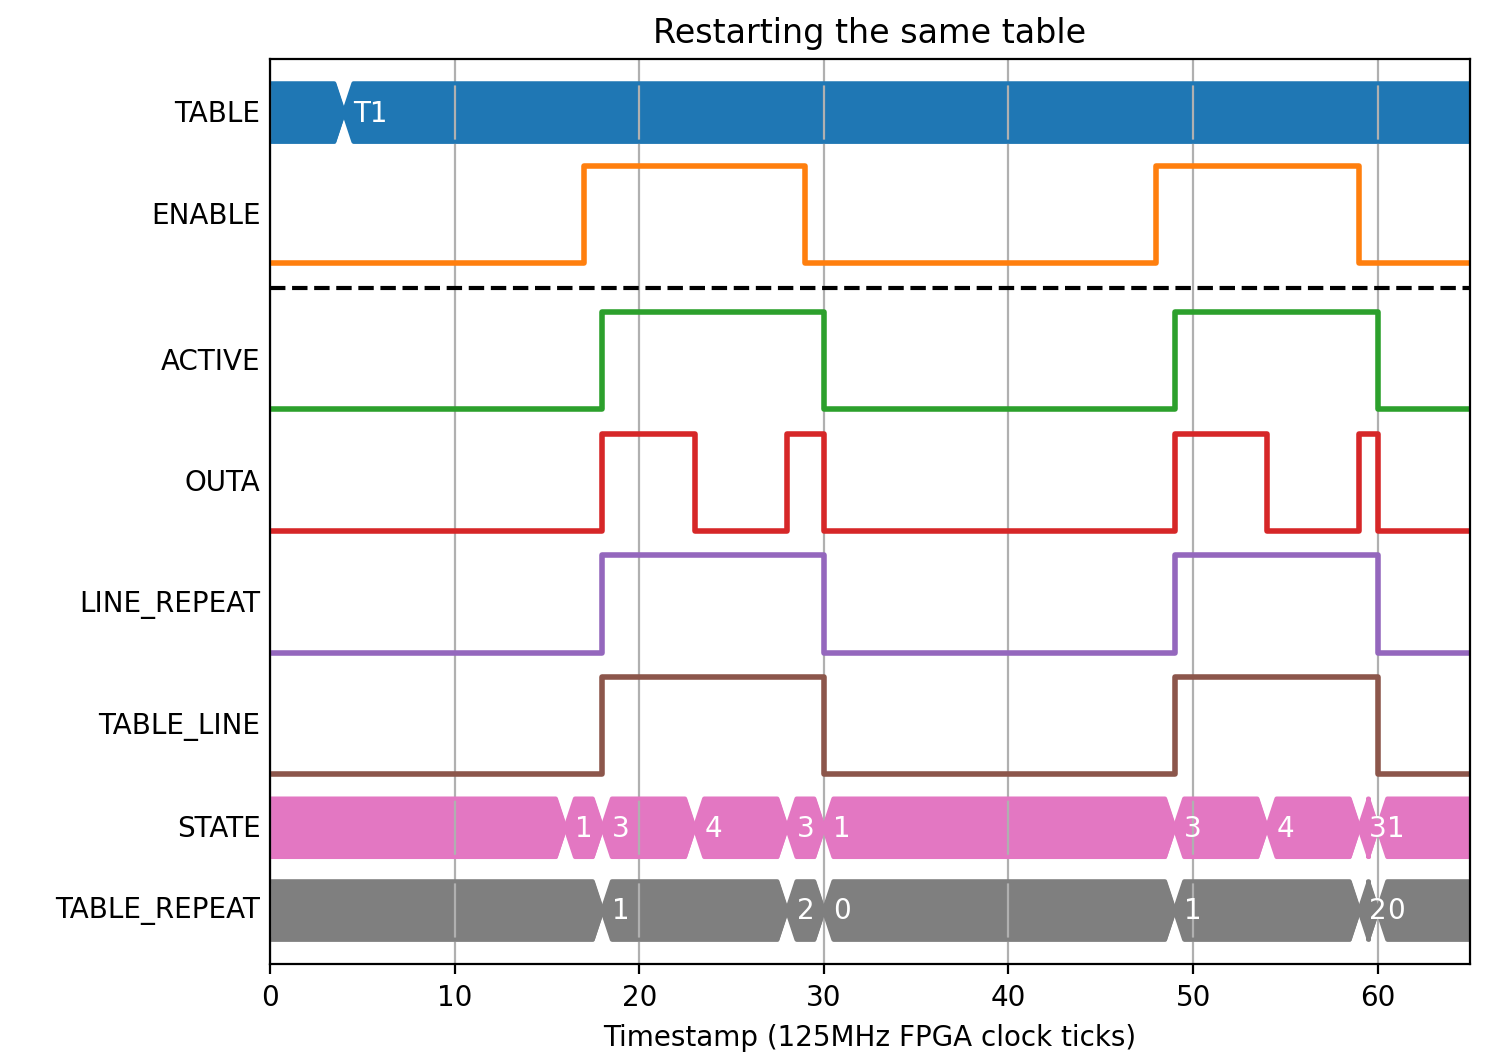 Restarting the same table
TABLE T1
ENABLE
ACTIVE
OUTA
LINE_REPEAT
TABLE_LINE
STATE 1 3 4 3 1 3 4 3 1
TABLE_REPEAT 1 2 0 1 2 0
0 10 20 30 40 50 60
Timestamp (125MHz FPGA clock ticks)